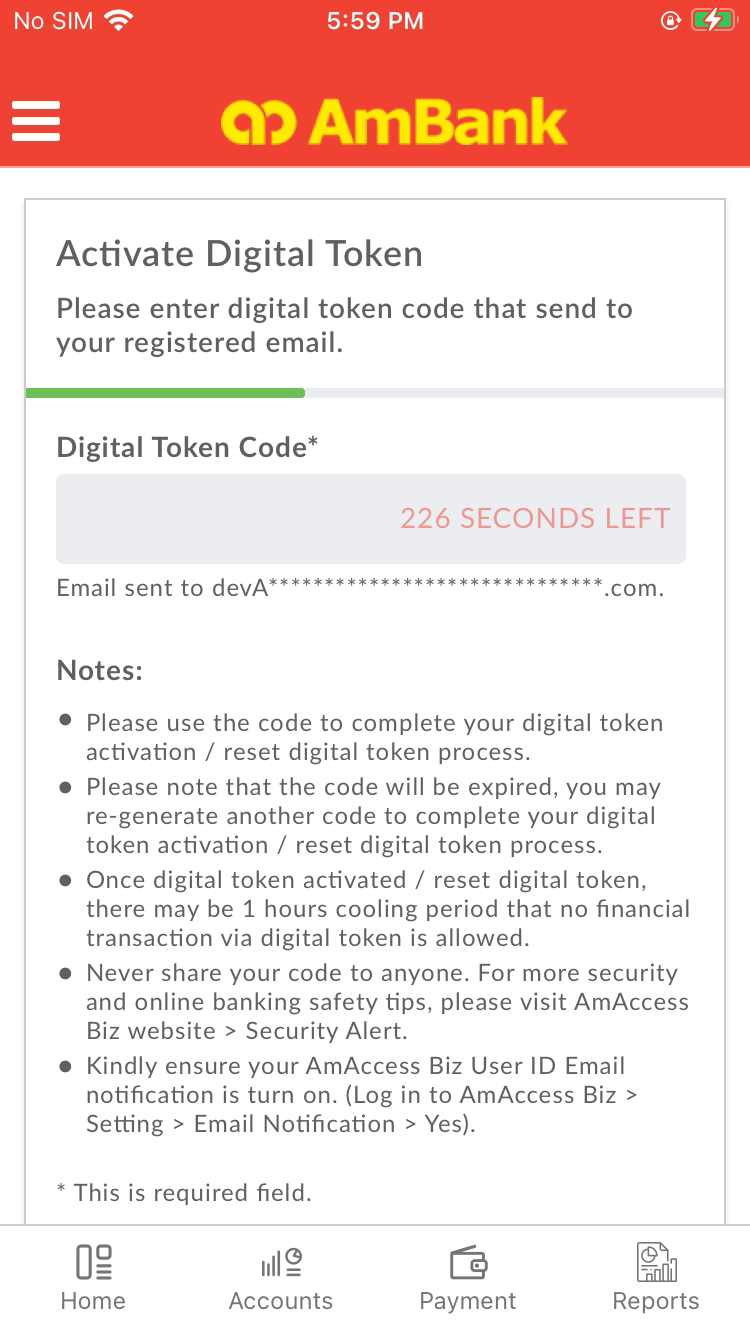 No SIM 5:59 PM
AmBank
Activate Digital Token
Please enter digital token code that send to
your registered email.
Digital Token Code*
226 SECONDS LEFT
Email sent to devA******************************.com.
Notes:
• Please use the code to complete your digital token
activation / reset digital token process.
• Please note that the code will be expired, you may
re-generate another code to complete your digital
token activation / reset digital token process.
• Once digital token activated / reset digital token,
there may be 1 hours cooling period that no financial
transaction via digital token is allowed.
• Never share your code to anyone. For more security
and online banking safety tips, please visit AmAccess
Biz website > Security Alert.
• Kindly ensure your AmAccess Biz User ID Email
notification is turn on. (Log in to AmAccess Biz >
Setting > Email Notification > Yes).
* This is required field.
Home Accounts Payment Reports